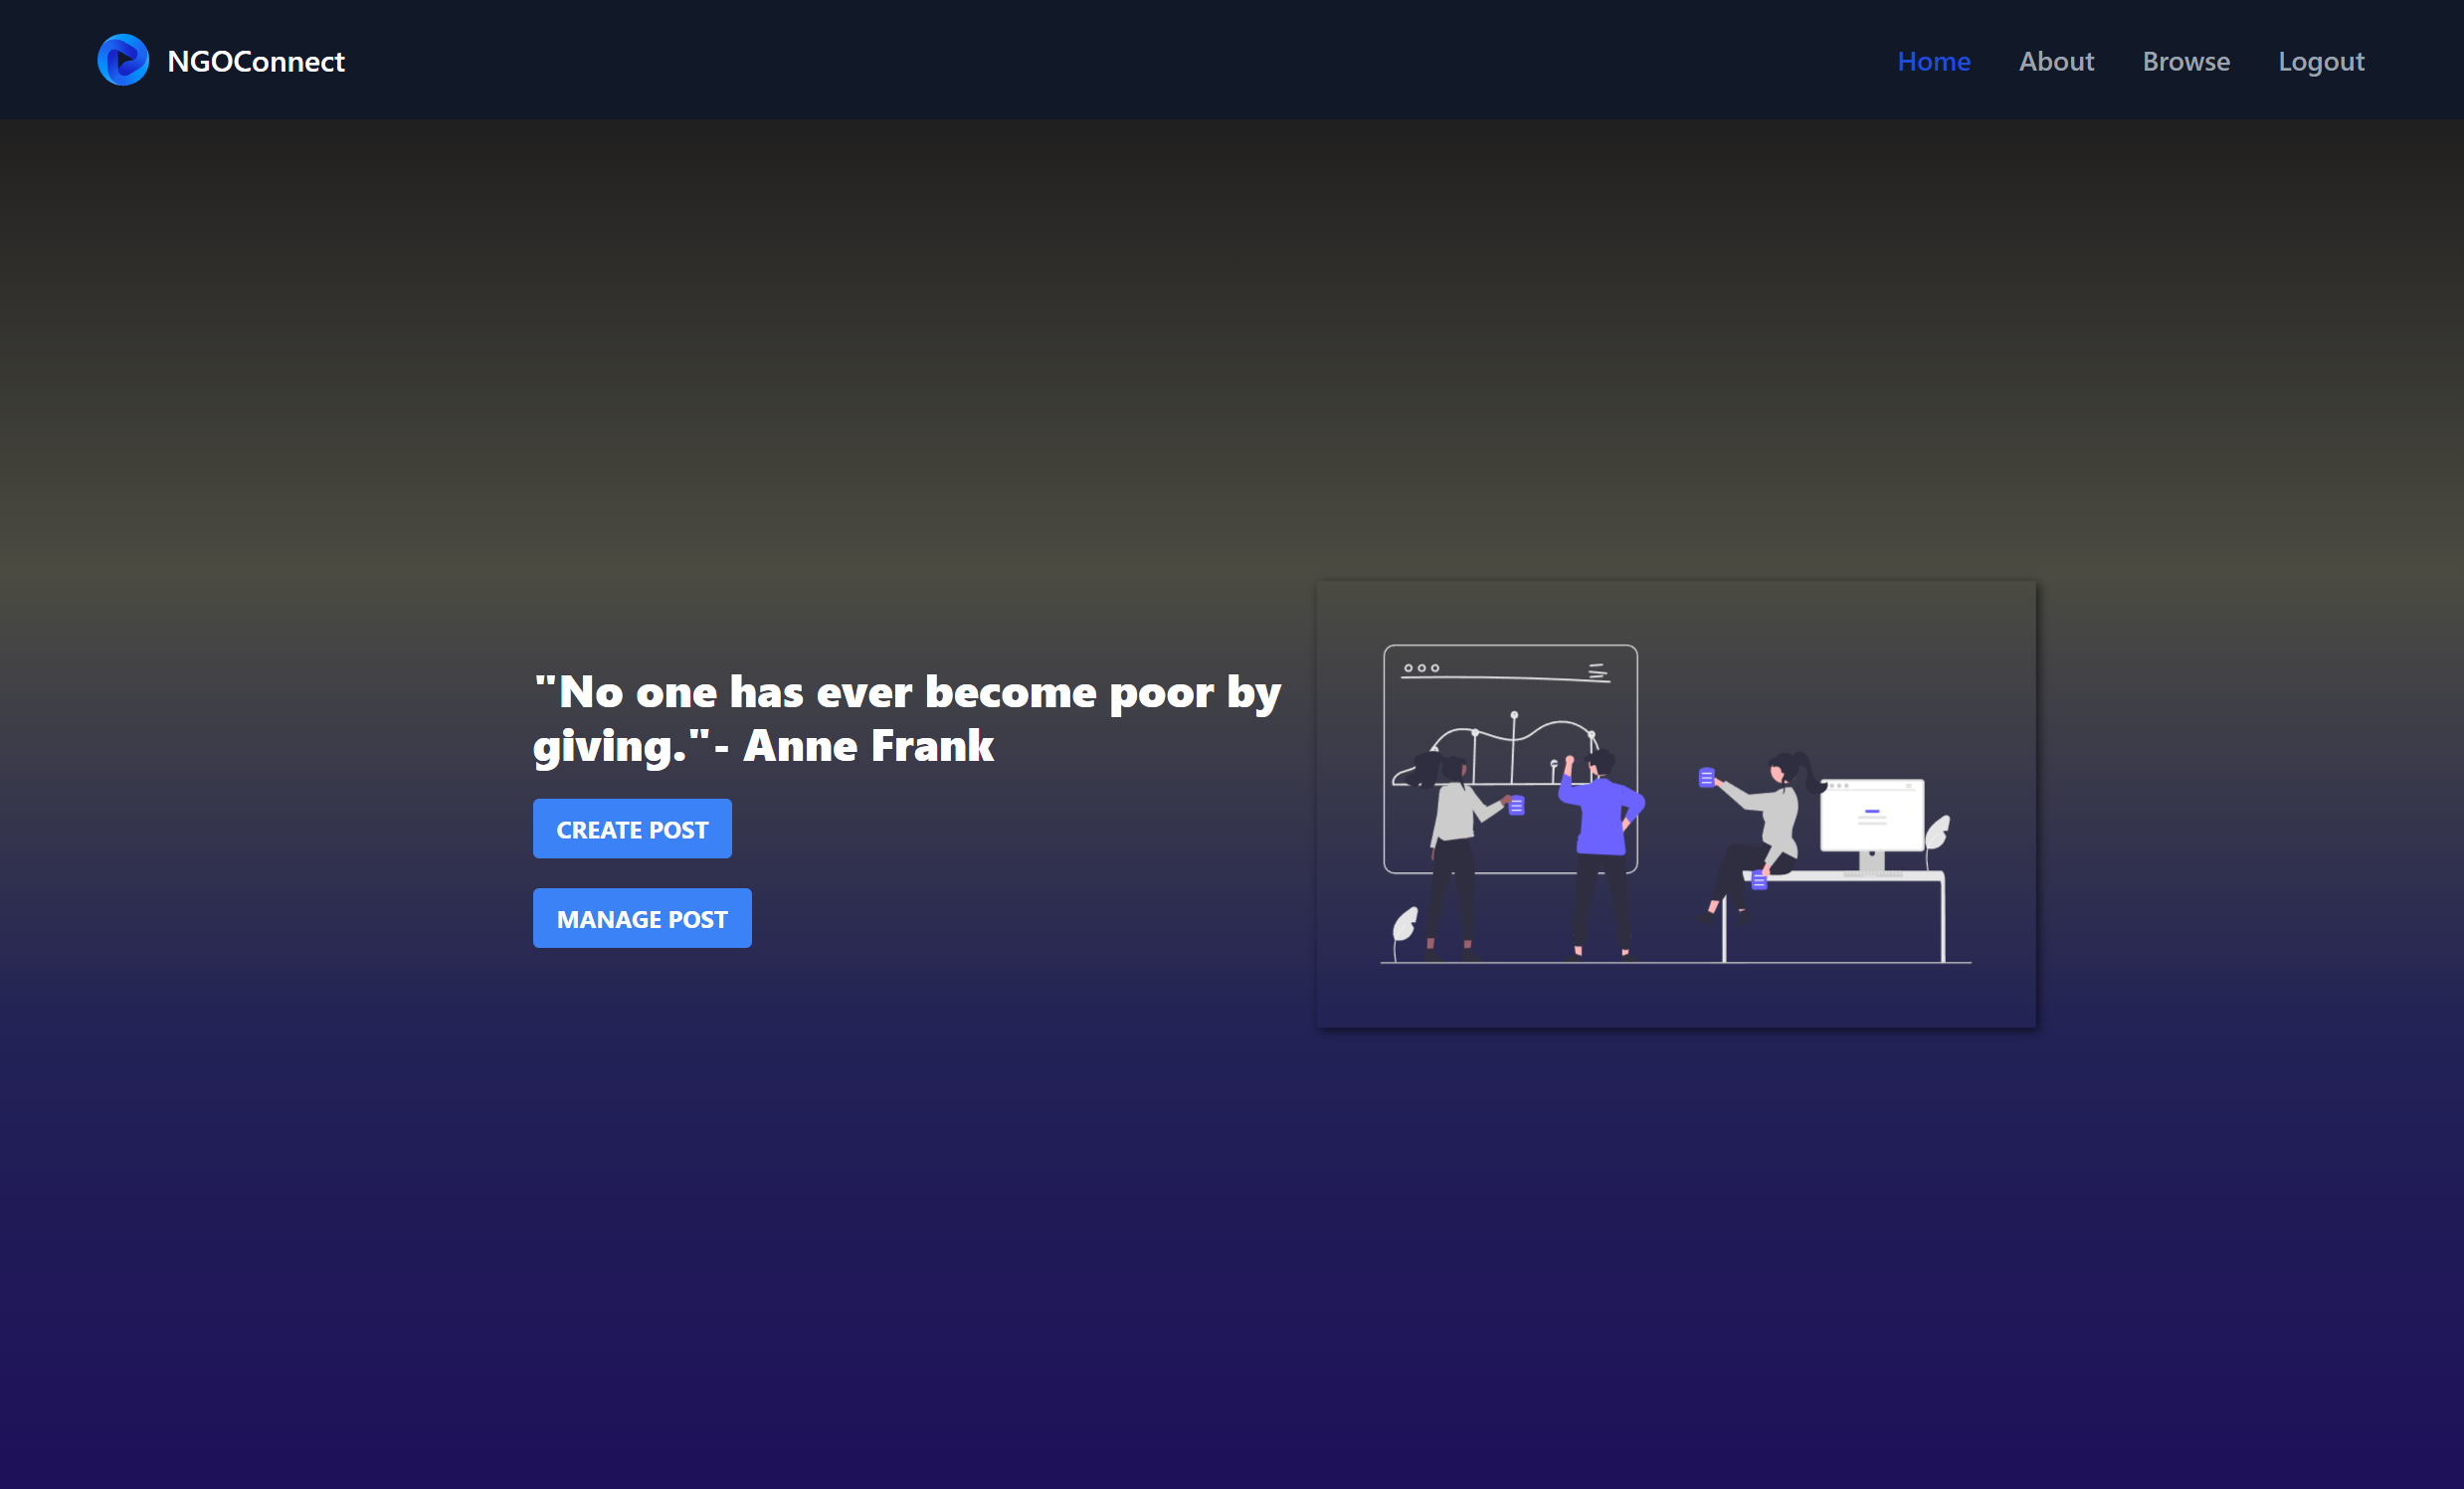 NGOConnect
Home About Browse Logout
"No one has ever become poor by
giving."- Anne Frank
CREATE POST
MANAGE POST